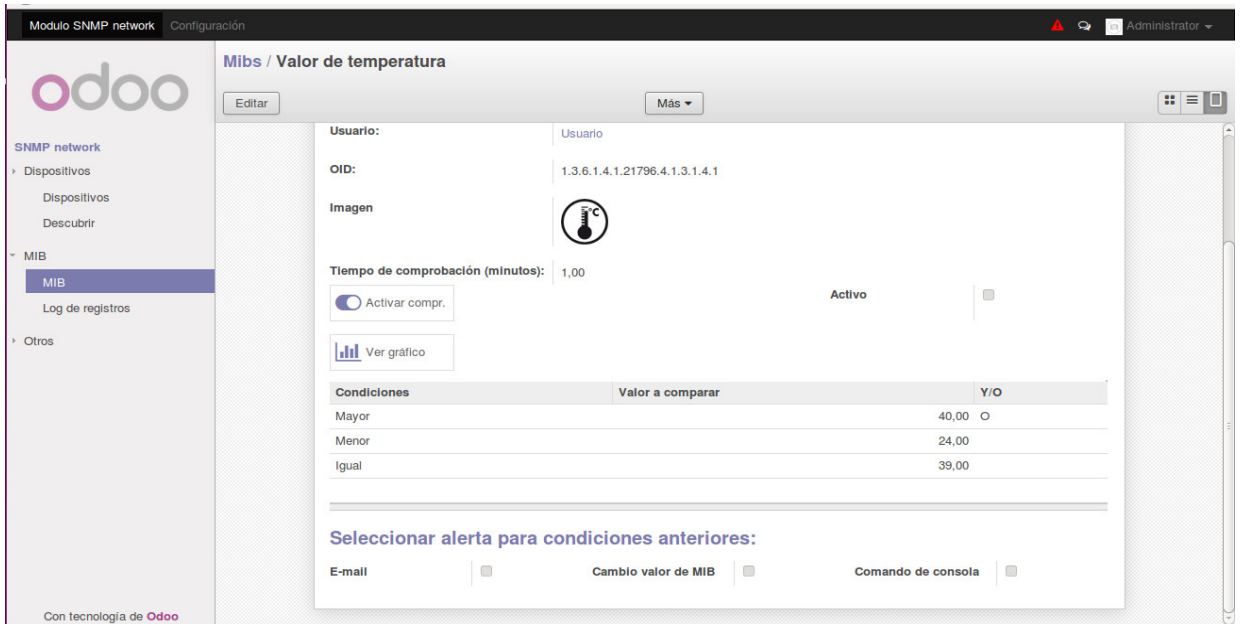 Modulo SNMP network Configuración Administrator
odoo
Mibs / Valor de temperatura
Editar Más
SNMP network
Dispositivos
Dispositivos
Descubrir
MIB
MIB
Log de registros
Otros
Con tecnología de Odoo
Usuario: Usuario
OID: 1.3.6.1.4.1.21796.4.1.3.1.4.1
Imagen
°C
Tiempo de comprobación (minutos): 1,00
Activar compr. Activo
Ver gráfico
Condiciones Valor a comparar Y/O
Mayor 40,00 O
Menor 24,00
Igual 39,00
Seleccionar alerta para condiciones anteriores:
E-mail Cambio valor de MIB Comando de consola